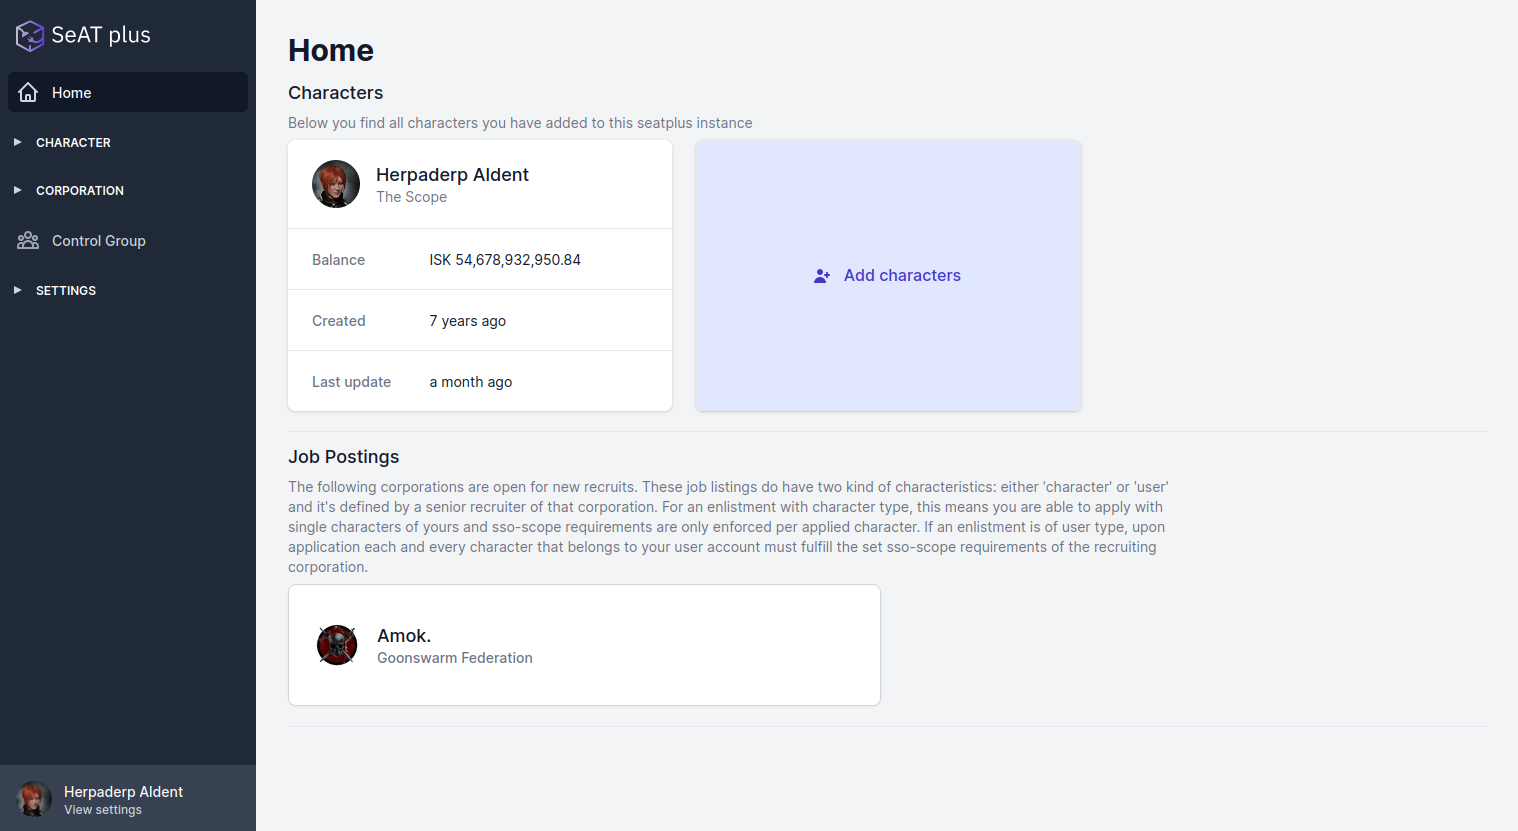 SeAT plus
Home
CHARACTER
CORPORATION
Control Group
SETTINGS
Herpaderp Aldent
View settings
Home
Characters
Below you find all characters you have added to this seatplus instance
Herpaderp Aldent
The Scope
Balance ISK 54,678,932,950.84
Created 7 years ago
Last update a month ago
Add characters
Job Postings
The following corporations are open for new recruits. These job listings do have two kind of characteristics: either 'character' or 'user'
and it's defined by a senior recruiter of that corporation. For an enlistment with character type, this means you are able to apply with
single characters of yours and sso-scope requirements are only enforced per applied character. If an enlistment is of user type, upon
application each and every character that belongs to your user account must fulfill the set sso-scope requirements of the recruiting
corporation.
Amok.
Goonswarm Federation